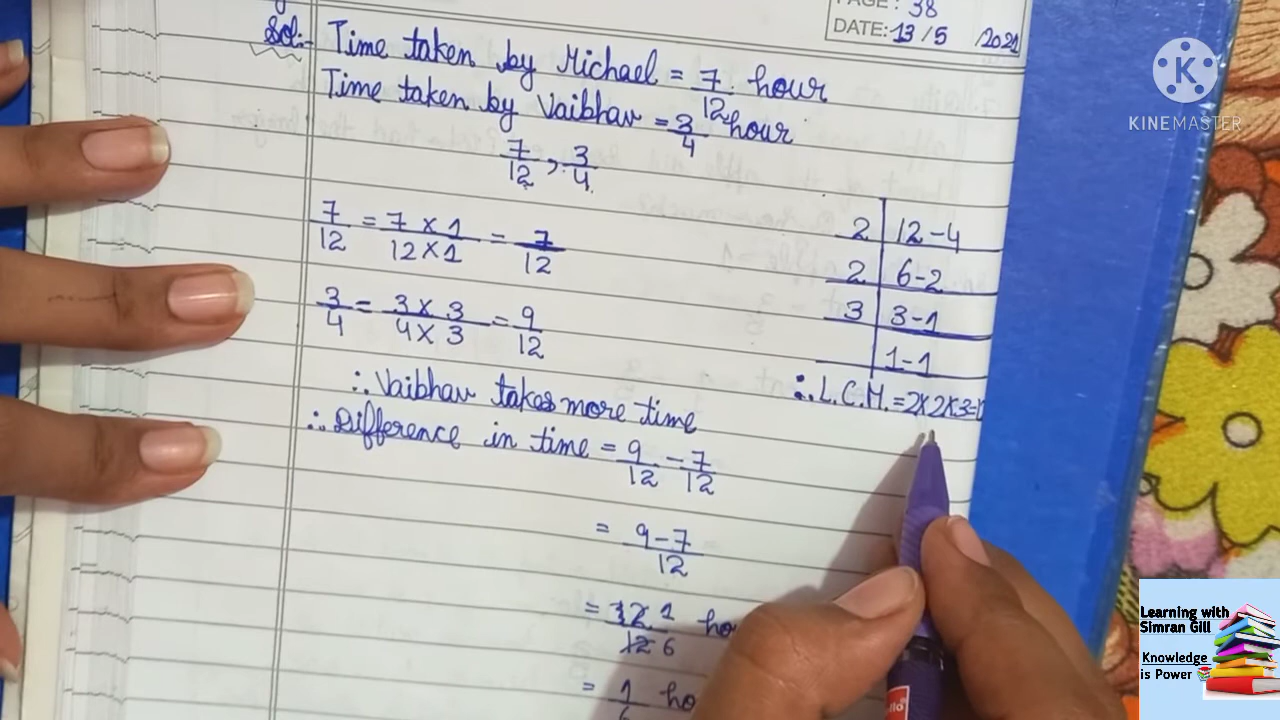 PAGE: 38
DATE: 13/5 /2021
Sol:- Time taken by Michael = 7/12 hour
Time taken by Vaibhav = 3/4 hour
7/12 , 3/4
7/12 = 7 × 1/12 × 1 = 7/12
3/4 = 3 × 3/4 × 3 = 9/12
∴ Vaibhav takes more time
∴ Difference in time = 9/12 - 7/12
= 9-7/12
= 2 1/12 6
= 1/6
2 | 12-4
2 | 6-2
3 | 3-1
1-1
∴ L.C.M. = 2×2×3=
K
KINEMASTER
Learning with
Simran Gill
Knowledge
is Power